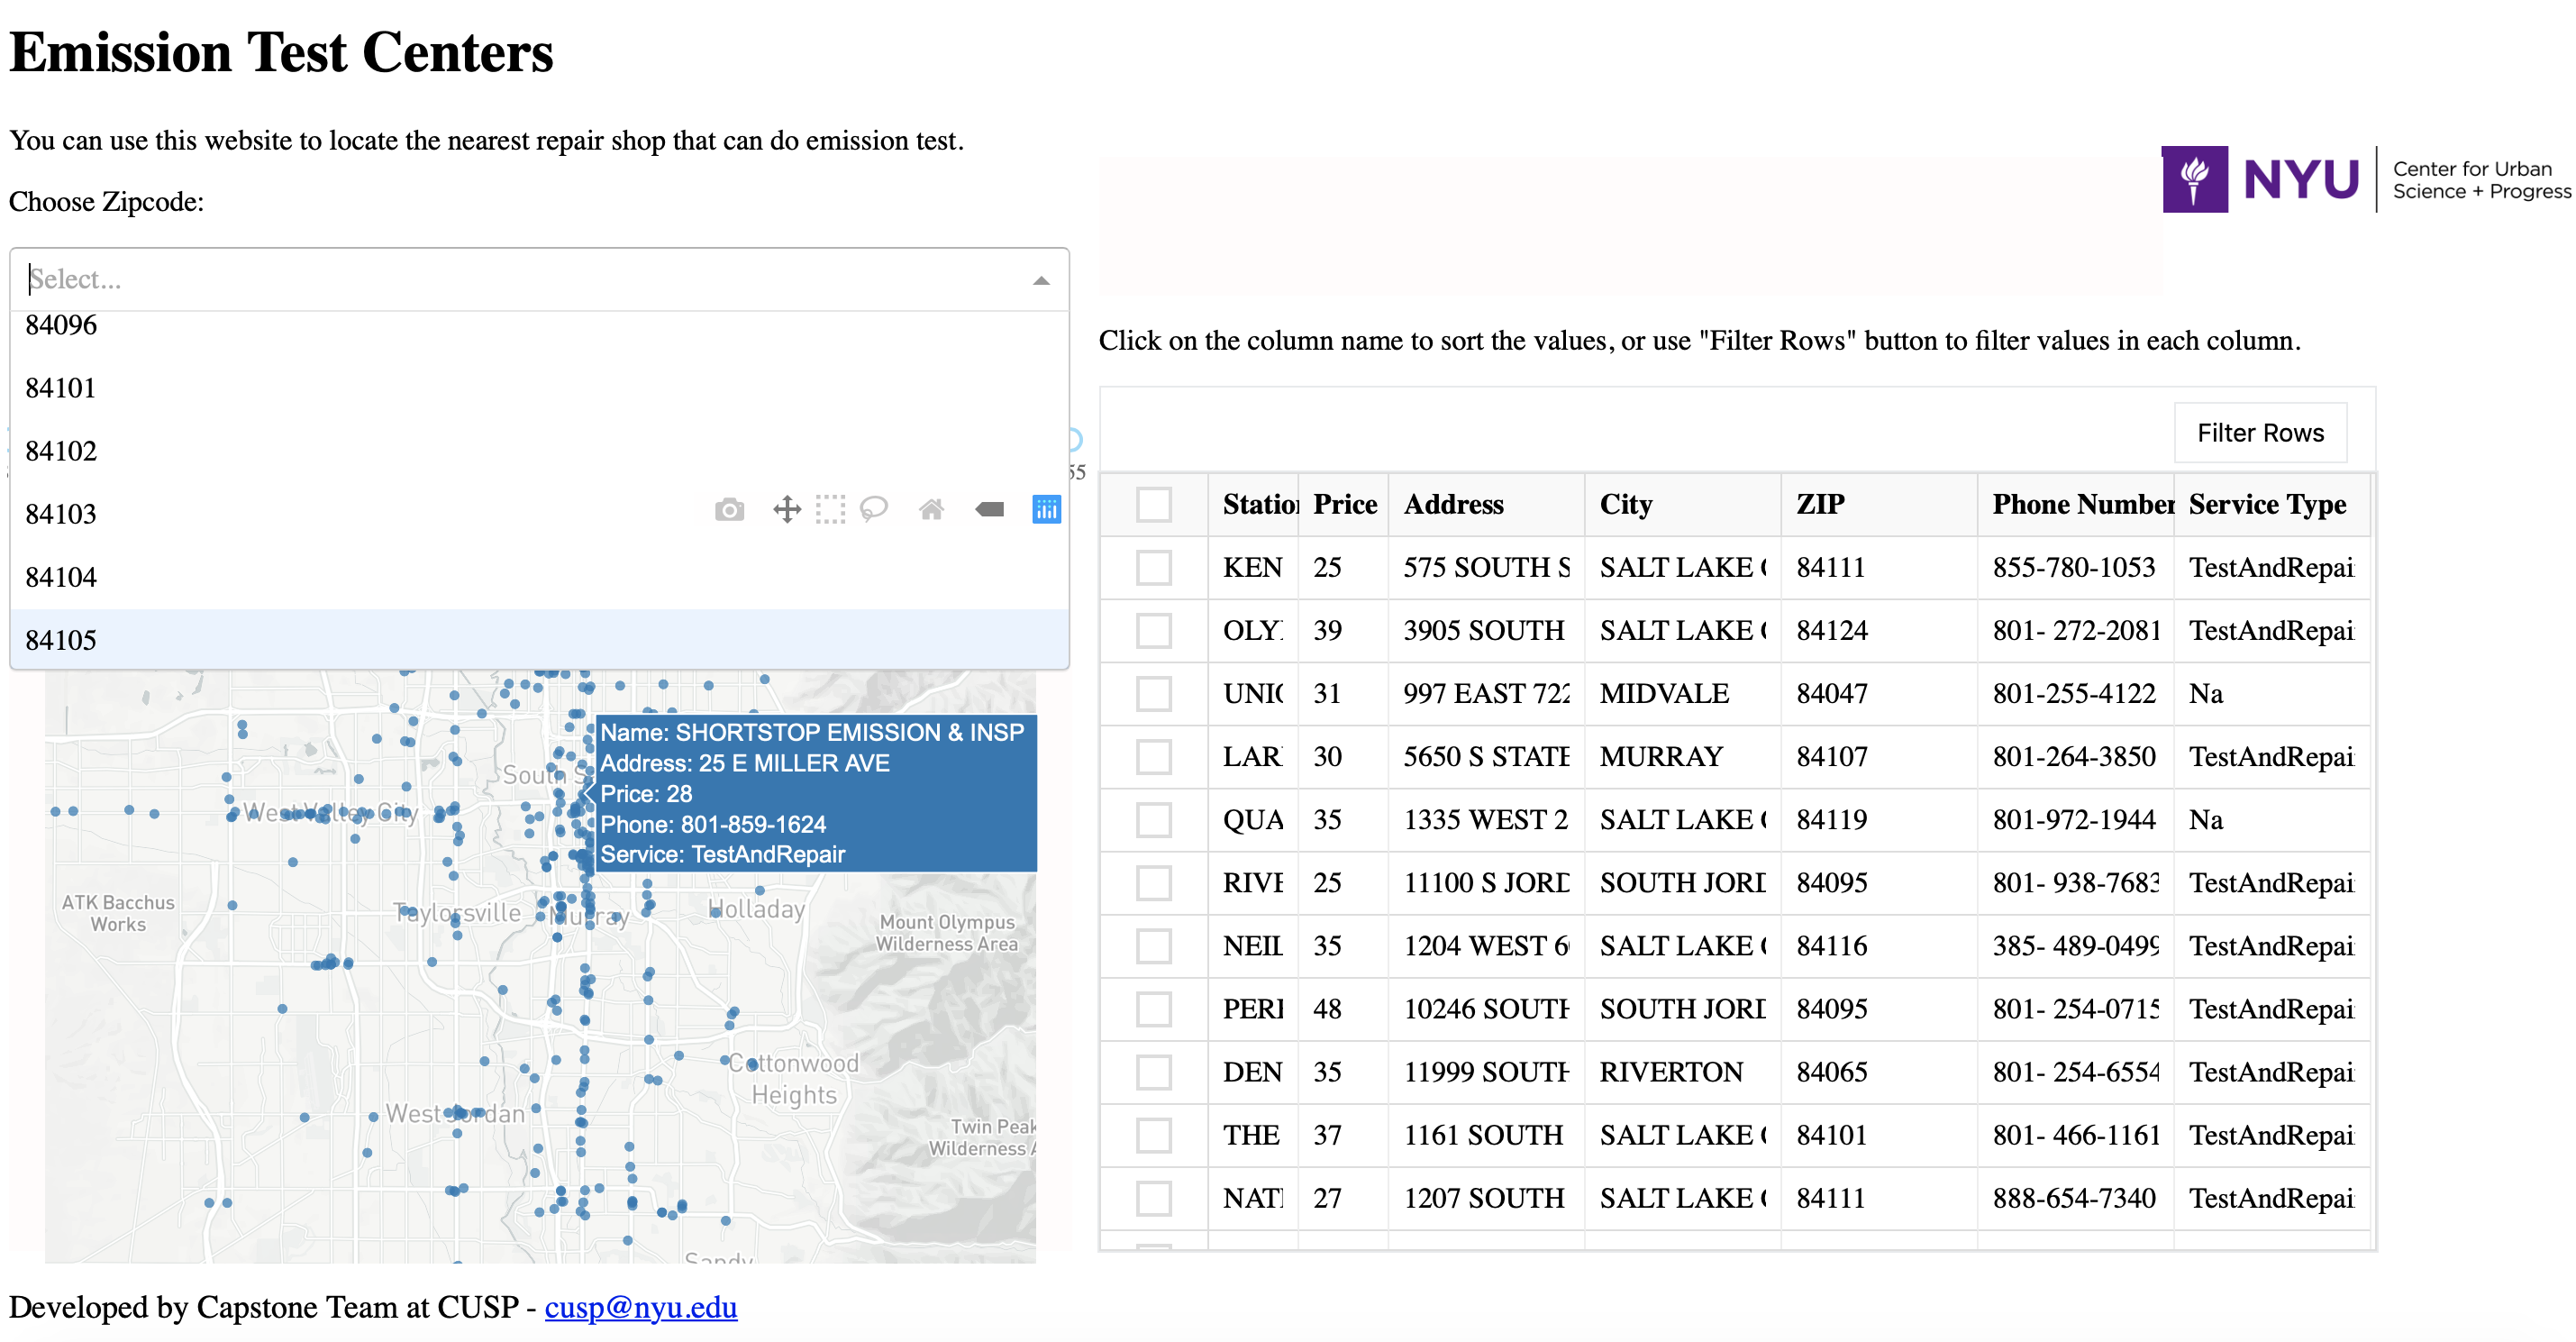 Emission Test Centers
You can use this website to locate the nearest repair shop that can do emission test.
Choose Zipcode:
Select...
84096
84101
84102
84103
84104
84105
55
NYU
Center for Urban
Science + Progress
Click on the column name to sort the values, or use "Filter Rows" button to filter values in each column.
Filter Rows
Station Price Address City ZIP Phone Number Service Type
KEN 25 575 SOUTH S SALT LAKE 84111 855-780-1053 TestAndRepai
OLY 39 3905 SOUTH SALT LAKE 84124 801- 272-2081 TestAndRepai
UNI 31 997 EAST 722 MIDVALE 84047 801-255-4122 Na
LAR 30 5650 S STATE MURRAY 84107 801-264-3850 TestAndRepai
QUA 35 1335 WEST 2 SALT LAKE 84119 801-972-1944 Na
RIVE 25 11100 S JORD SOUTH JORD 84095 801- 938-7683 TestAndRepai
NEIL 35 1204 WEST 6 SALT LAKE 84116 385- 489-0499 TestAndRepai
PER 48 10246 SOUTH SOUTH JORD 84095 801- 254-0715 TestAndRepai
DEN 35 11999 SOUTH RIVERTON 84065 801- 254-6554 TestAndRepai
THE 37 1161 SOUTH SALT LAKE 84101 801- 466-1161 TestAndRepai
NAT 27 1207 SOUTH SALT LAKE 84111 888-654-7340 TestAndRepai
Name: SHORTSTOP EMISSION & INSP
Address: 25 E MILLER AVE
Price: 28
Phone: 801-859-1624
Service: TestAndRepair
South S
West Valley City
ATK Bacchus
Works
Taylorsville
Murray
Holladay
Mount Olympus
Wilderness Area
Cottonwood
Heights
West Jordan
Twin Peak
Wilderness A
Sandy
Developed by Capstone Team at CUSP - cusp@nyu.edu